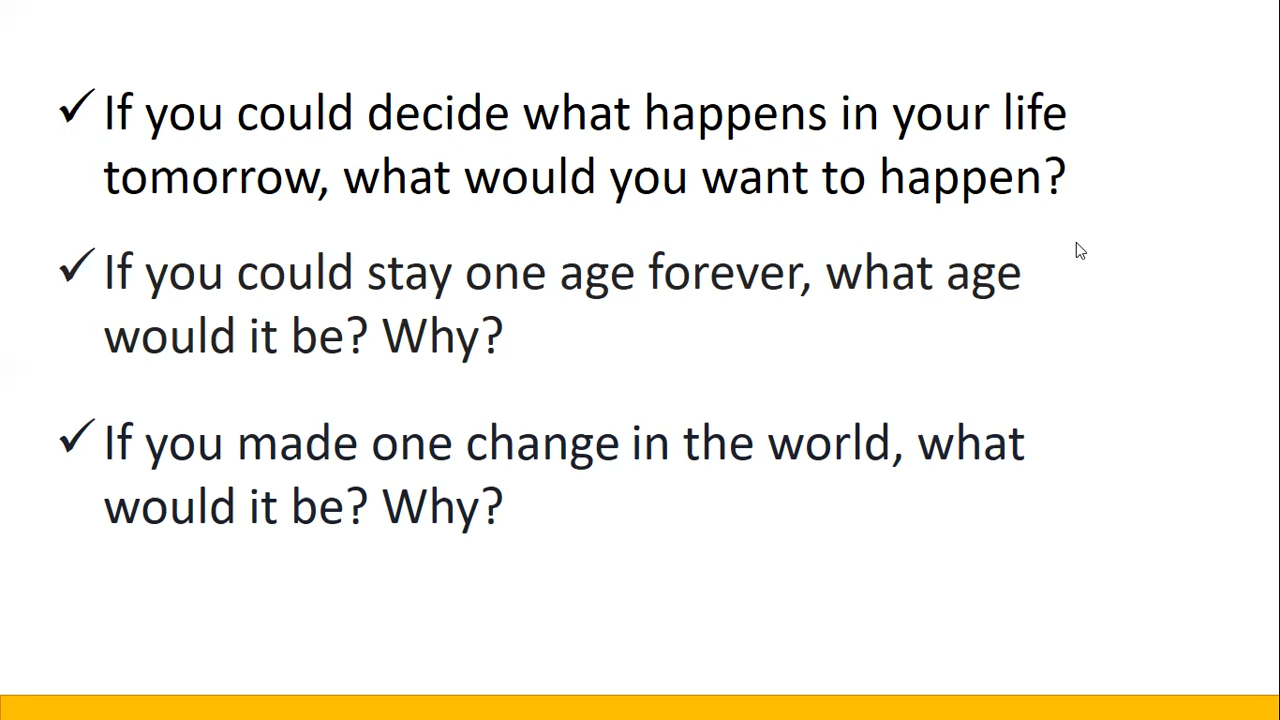 ✓ If you could decide what happens in your life
tomorrow, what would you want to happen?
✓ If you could stay one age forever, what age
would it be? Why?
✓ If you made one change in the world, what
would it be? Why?